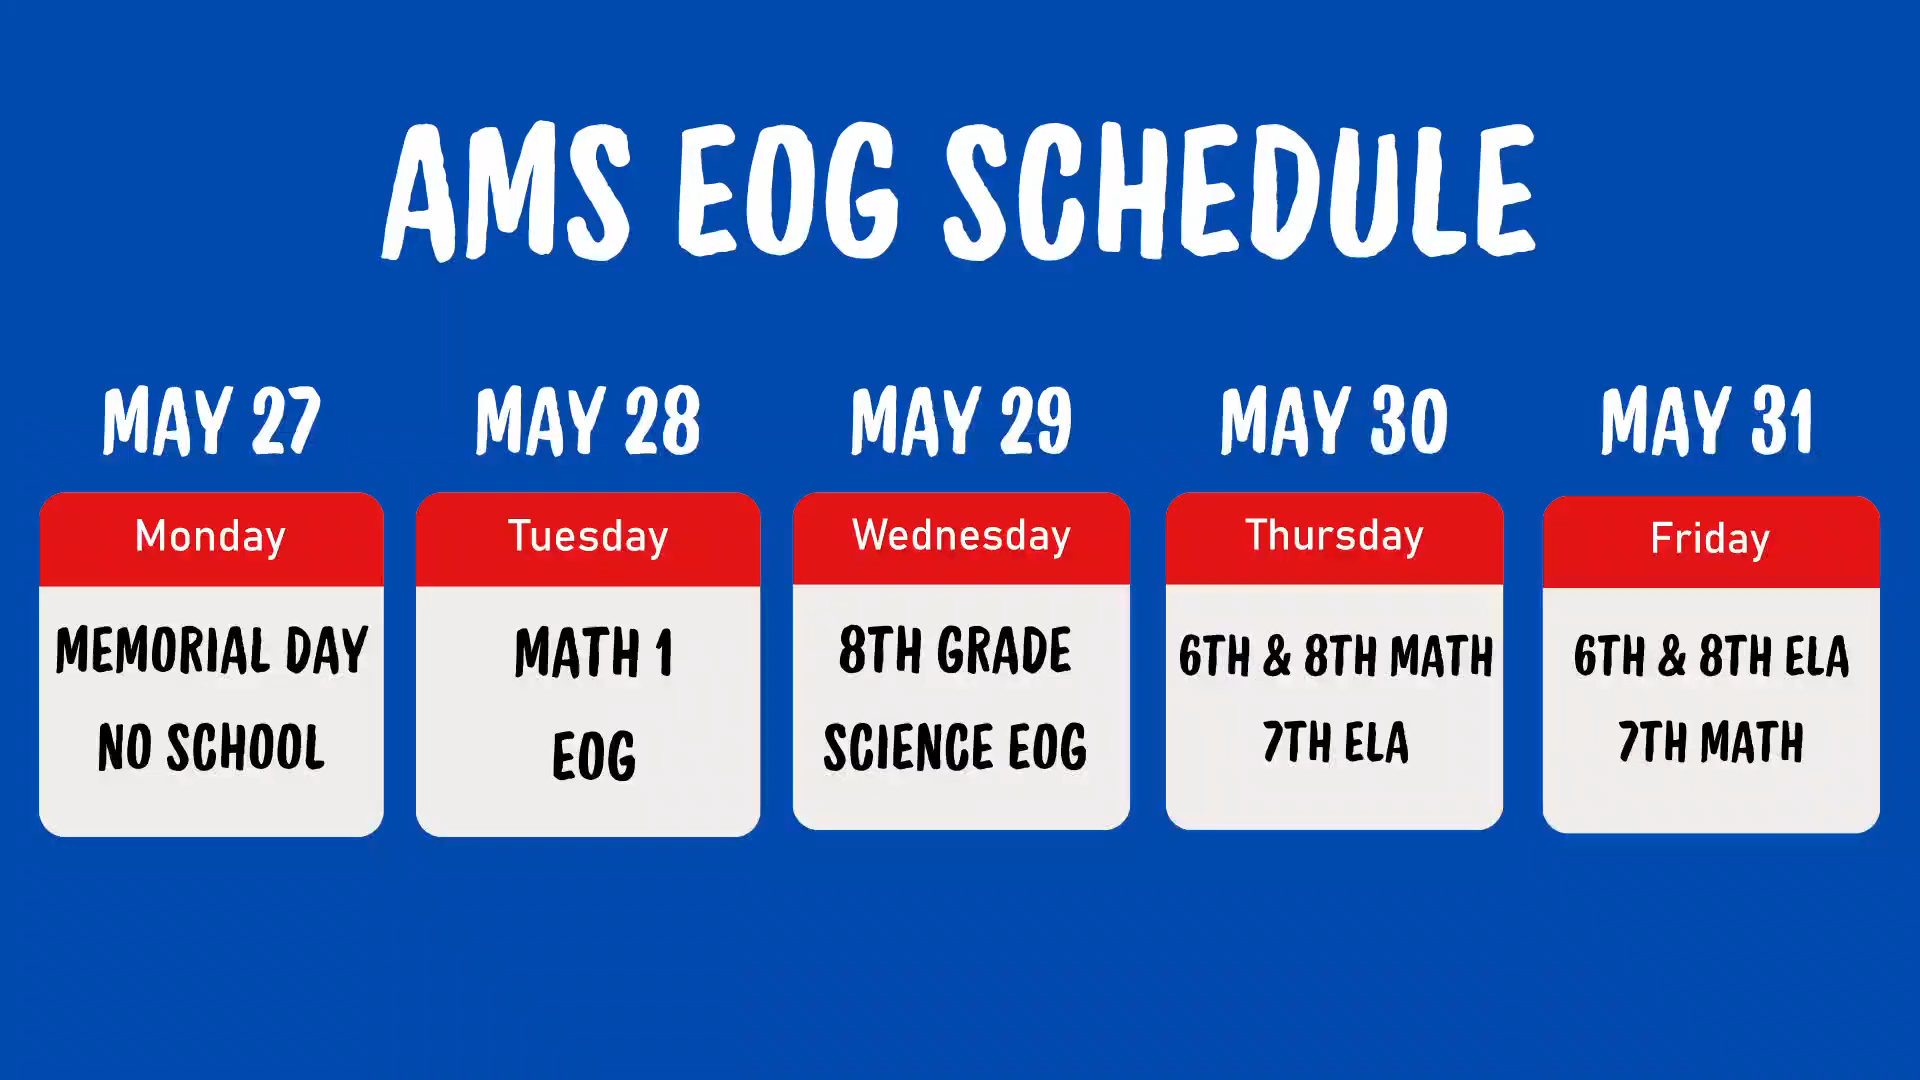 AMS EOG SCHEDULE
MAY 27
Monday
MEMORIAL DAY
NO SCHOOL
MAY 28
Tuesday
MATH 1
EOG
MAY 29
Wednesday
8TH GRADE
SCIENCE EOG
MAY 30
Thursday
6TH & 8TH MATH
7TH ELA
MAY 31
Friday
6TH & 8TH ELA
7TH MATH